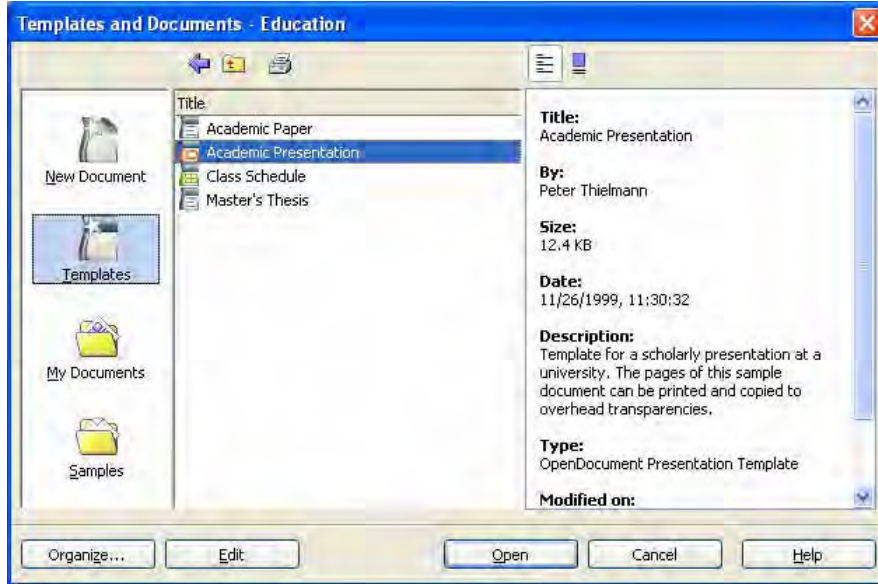 Templates and Documents - Education
New Document
Templates
My Documents
Samples
Title
Academic Paper
Academic Presentation
Class Schedule
Master's Thesis
Title:
Academic Presentation
By:
Peter Thielmann
Size:
12.4 KB
Date:
11/26/1999, 11:30:32
Description:
Template for a scholarly presentation at a
university. The pages of this sample
document can be printed and copied to
overhead transparencies.
Type:
OpenDocument Presentation Template
Modified on:
Organize...
Edit
Open
Cancel
Help